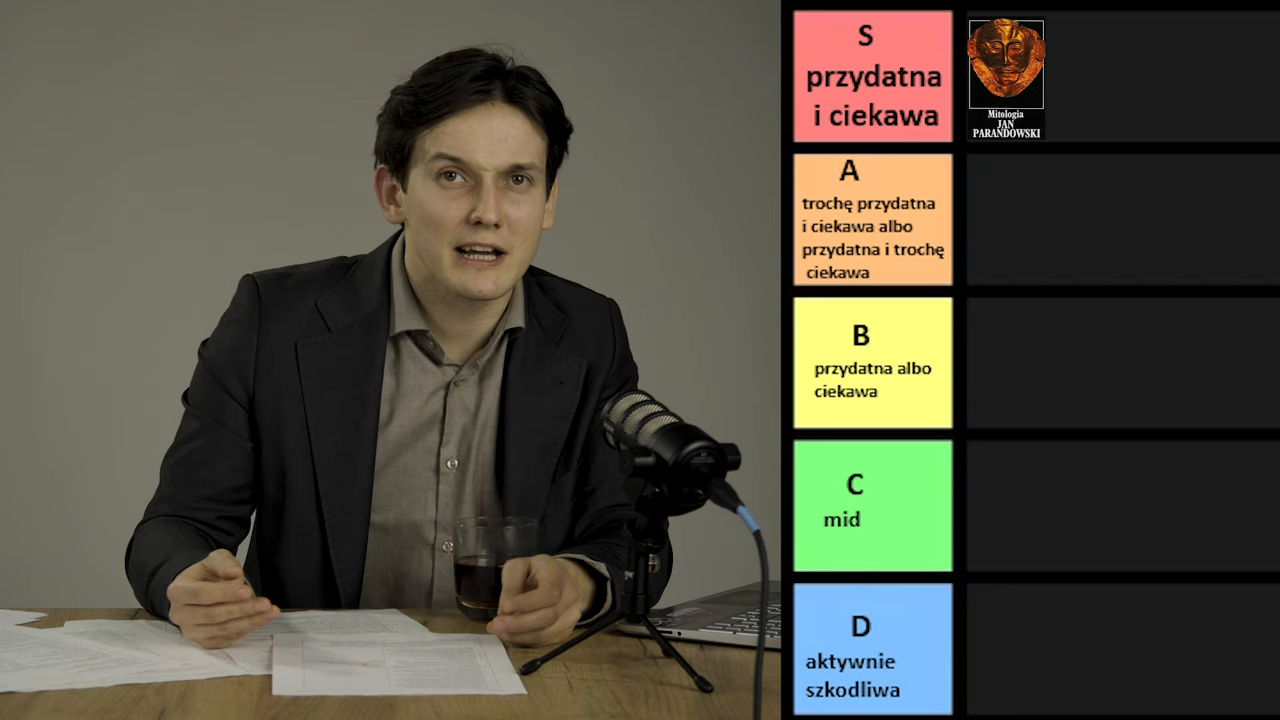 S
przydatna
i ciekawa
Mitologia
JAN
PARANDOWSKI
A
trochę przydatna
i ciekawa albo
przydatna i trochę
ciekawa
B
przydatna albo
ciekawa
C
mid
D
aktywnie
szkodliwa